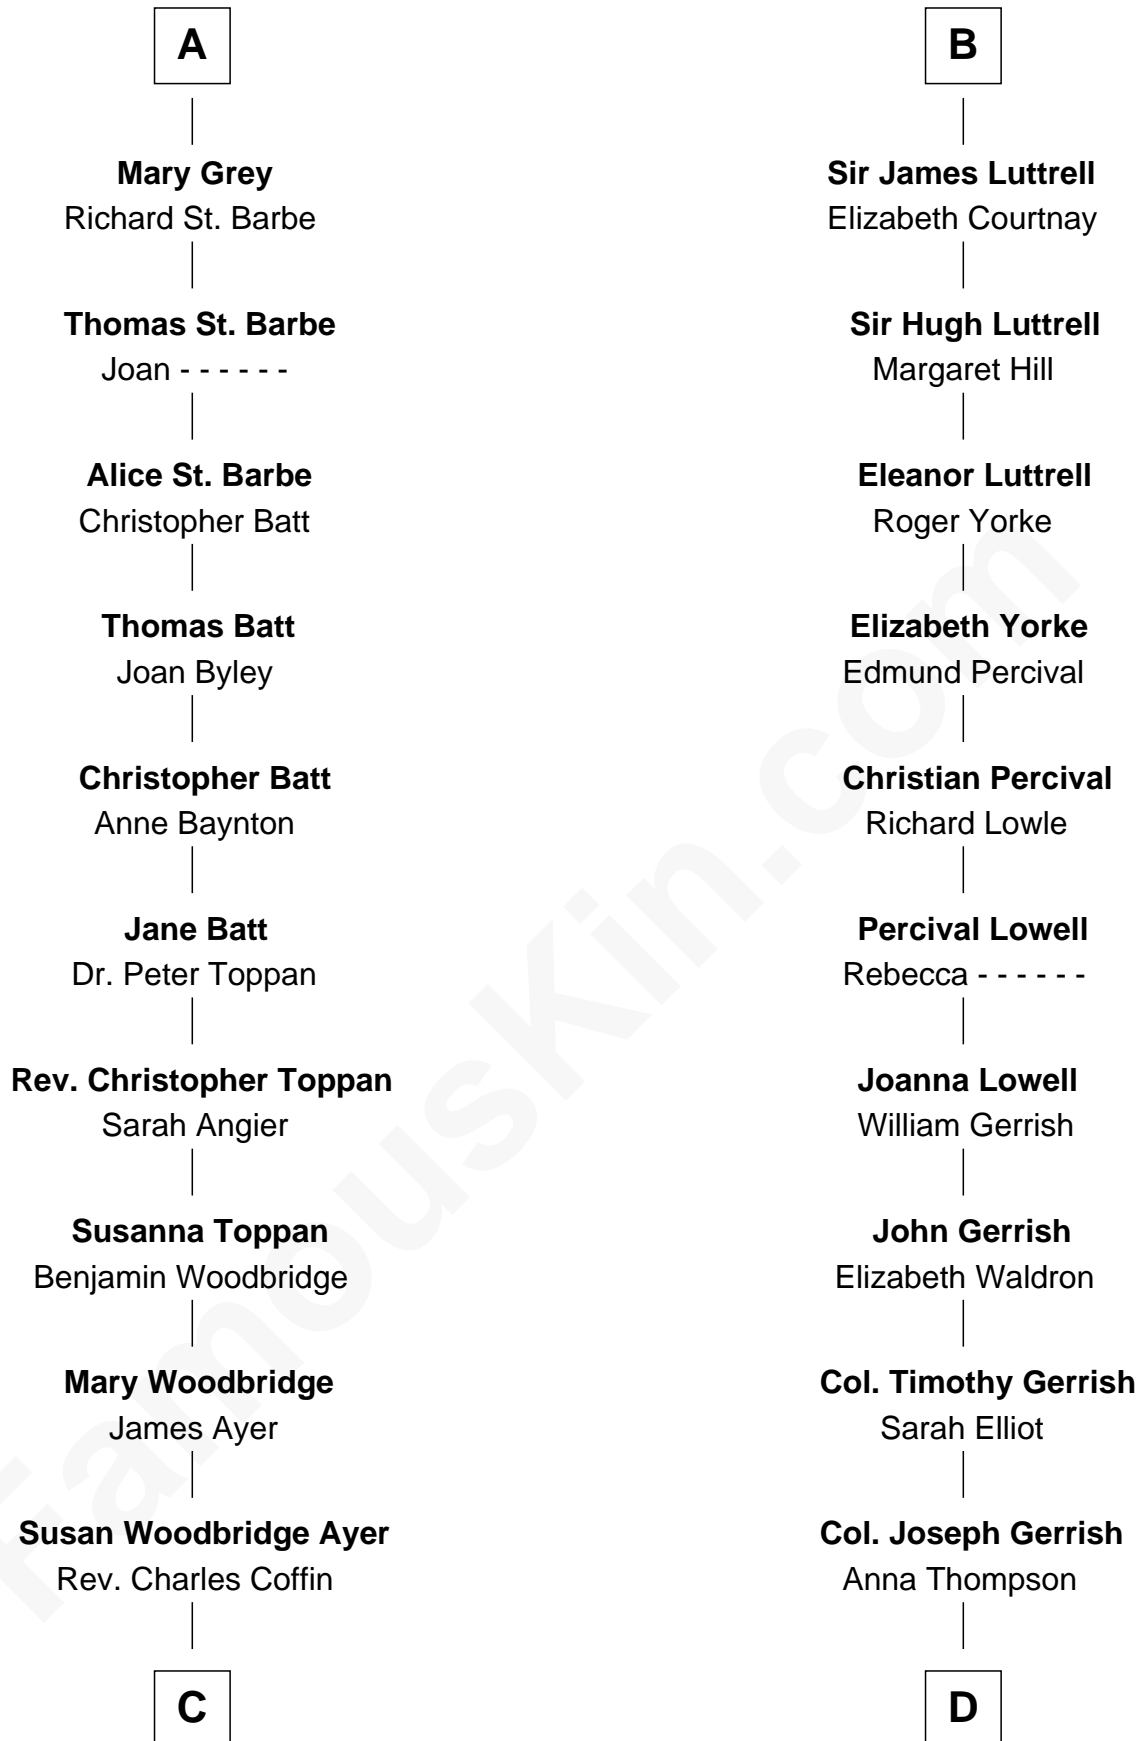 A
Mary Grey
Richard St. Barbe
Thomas St. Barbe
Joan - - - - - -
Alice St. Barbe
Christopher Batt
Thomas Batt
Joan Byley
Christopher Batt
Anne Baynton
Jane Batt
Dr. Peter Toppan
Rev. Christopher Toppan
Sarah Angier
Susanna Toppan
Benjamin Woodbridge
Mary Woodbridge
James Ayer
Susan Woodbridge Ayer
Rev. Charles Coffin
C
B
Sir James Luttrell
Elizabeth Courtnay
Sir Hugh Luttrell
Margaret Hill
Eleanor Luttrell
Roger Yorke
Elizabeth Yorke
Edmund Percival
Christian Percival
Richard Lowle
Percival Lowell
Rebecca - - - - - -
Joanna Lowell
William Gerrish
John Gerrish
Elizabeth Waldron
Col. Timothy Gerrish
Sarah Elliot
Col. Joseph Gerrish
Anna Thompson
D
FamousKin.com